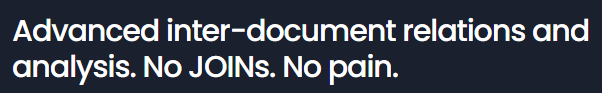 Advanced inter-document relations and
analysis. No JOINs. No pain.